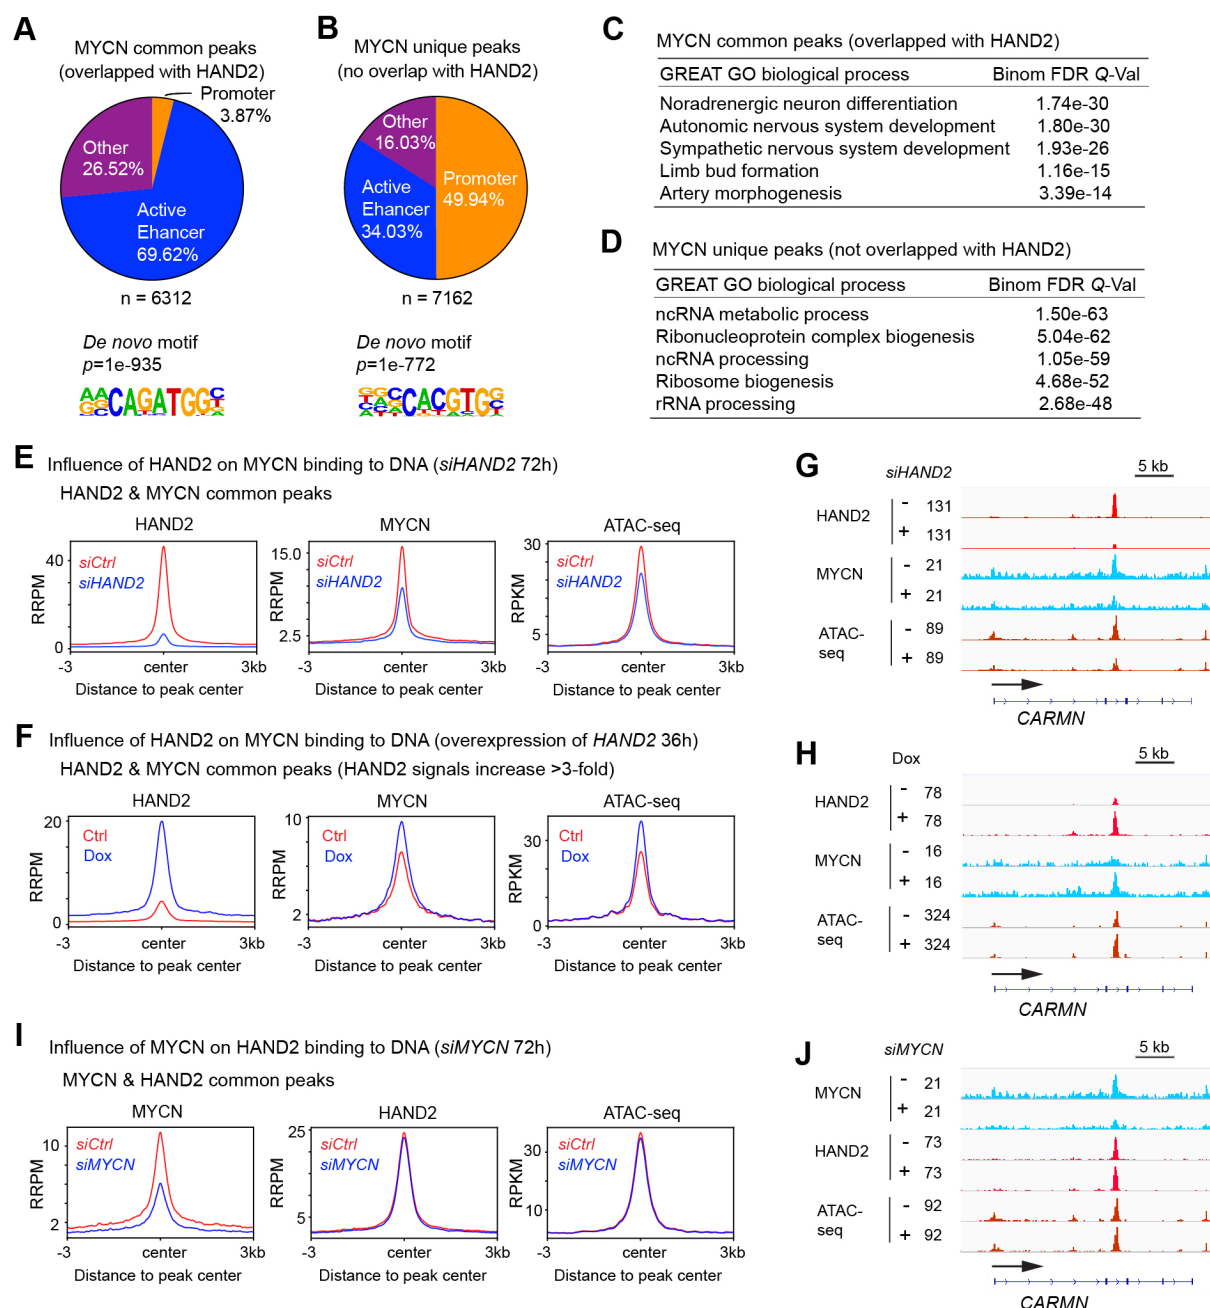 A
MYCN common peaks
(overlapped with HAND2)
Promoter
3.87%
Other
26.52%
Active
Ehancer
69.62%
n = 6312
De novo motif
p=1e-935
CAGATGG
B
MYCN unique peaks
(no overlap with HAND2)
Other
16.03%
Active
Ehancer
34.03%
Promoter
49.94%
n = 7162
De novo motif
p=1e-772
CACGTG
C
MYCN common peaks (overlapped with HAND2)
GREAT GO biological process Binom FDR Q-Val
Noradrenergic neuron differentiation 1.74e-30
Autonomic nervous system development 1.80e-30
Sympathetic nervous system development 1.93e-26
Limb bud formation 1.16e-15
Artery morphogenesis 3.39e-14
D
MYCN unique peaks (not overlapped with HAND2)
GREAT GO biological process Binom FDR Q-Val
ncRNA metabolic process 1.50e-63
Ribonucleoprotein complex biogenesis 5.04e-62
ncRNA processing 1.05e-59
Ribosome biogenesis 4.68e-52
rRNA processing 2.68e-48
E
Influence of HAND2 on MYCN binding to DNA (siHAND2 72h)
HAND2 & MYCN common peaks
HAND2
RRPM
40
0
siCtrl
siHAND2
-3 center 3kb
Distance to peak center
MYCN
RRPM
15.0
2.5
siCtrl
siHAND2
-3 center 3kb
Distance to peak center
ATAC-seq
RPKM
30
5
siCtrl
siHAND2
-3 center 3kb
Distance to peak center
F
Influence of HAND2 on MYCN binding to DNA (overexpression of HAND2 36h)
HAND2 & MYCN common peaks (HAND2 signals increase >3-fold)
HAND2
RRPM
20
10
0
Ctrl
Dox
-3 center 3kb
Distance to peak center
MYCN
RRPM
10
2
Ctrl
Dox
-3 center 3kb
Distance to peak center
ATAC-seq
RPKM
30
0
Ctrl
Dox
-3 center 3kb
Distance to peak center
G
siHAND2
5 kb
HAND2
- 131
+ 131
MYCN
- 21
+ 21
ATAC-
seq
- 89
+ 89
CARMN
H
Dox
5 kb
HAND2
- 78
+ 78
MYCN
- 16
+ 16
ATAC-
seq
- 324
+ 324
CARMN
I
Influence of MYCN on HAND2 binding to DNA (siMYCN 72h)
MYCN & HAND2 common peaks
MYCN
RRPM
10
2
siCtrl
siMYCN
-3 center 3kb
Distance to peak center
HAND2
RRPM
25
5
siCtrl
siMYCN
-3 center 3kb
Distance to peak center
ATAC-seq
RPKM
30
10
siCtrl
siMYCN
-3 center 3kb
Distance to peak center
J
siMYCN
5 kb
MYCN
- 21
+ 21
HAND2
- 73
+ 73
ATAC-
seq
- 92
+ 92
CARMN